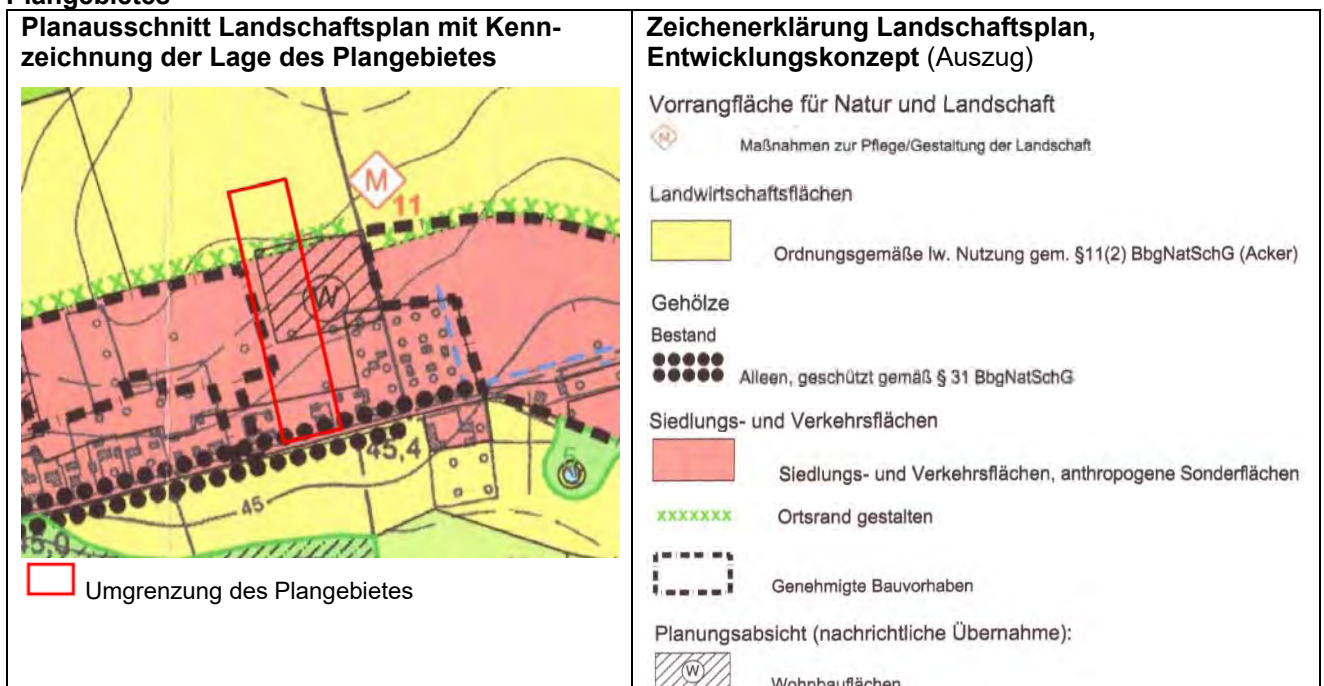 Plangebietes
Planausschnitt Landschaftsplan mit Kenn-
zeichnung der Lage des Plangebietes
M
11
W
45,4
45
45,0
6
Umgrenzung des Plangebietes
Zeichenerklärung Landschaftsplan,
Entwicklungskonzept (Auszug)
Vorrangfläche für Natur und Landschaft
M
Maßnahmen zur Pflege/Gestaltung der Landschaft
Landwirtschaftsflächen
Ordnungsgemäße lw. Nutzung gem. §11(2) BbgNatSchG (Acker)
Gehölze
Bestand
Alleen, geschützt gemäß § 31 BbgNatSchG
Siedlungs- und Verkehrsflächen
Siedlungs- und Verkehrsflächen, anthropogene Sonderflächen
xxxxxxx Ortsrand gestalten
Genehmigte Bauvorhaben
Planungsabsicht (nachrichtliche Übernahme):
W
Wohnbauflächen